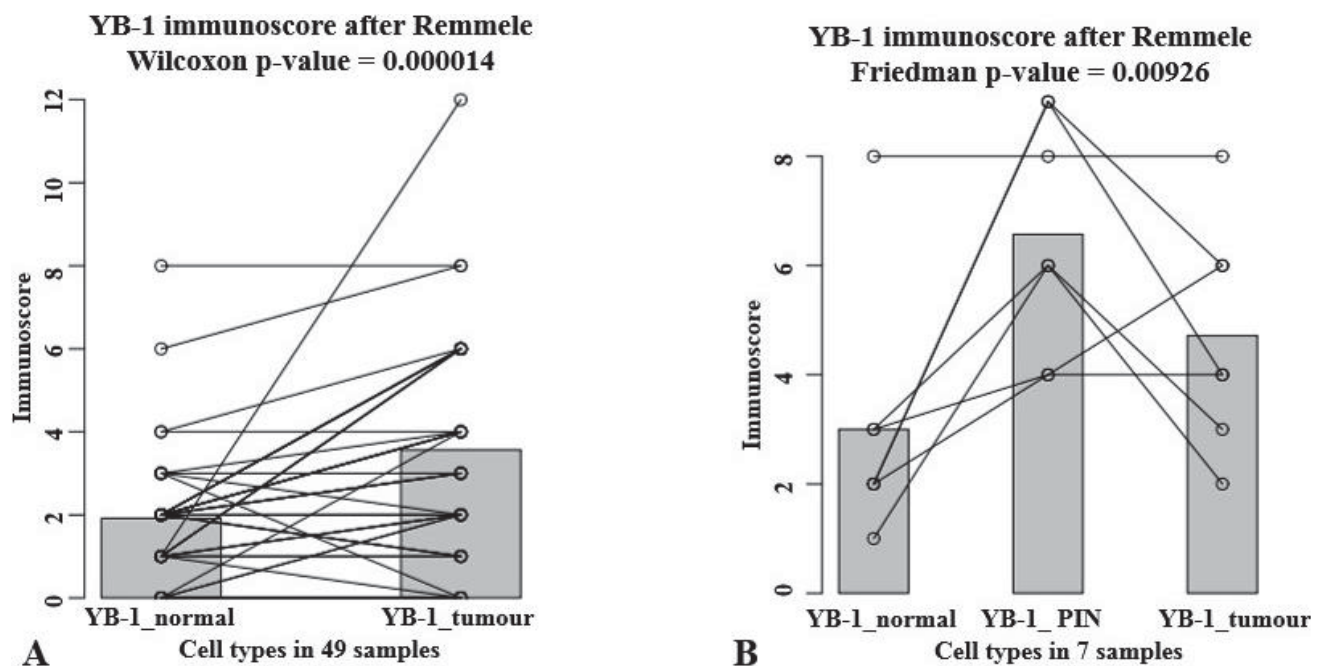 YB-1 immunoscore after Remmele
Wilcoxon p-value = 0.000014
12
10
8
6
4
2
0
Immunoscore
YB-1_normal
YB-1_tumour
Cell types in 49 samples
A
YB-1 immunoscore after Remmele
Friedman p-value = 0.00926
8
6
4
2
0
Immunoscore
YB-1_normal
YB-1_ PIN
YB-1_tumour
Cell types in 7 samples
B